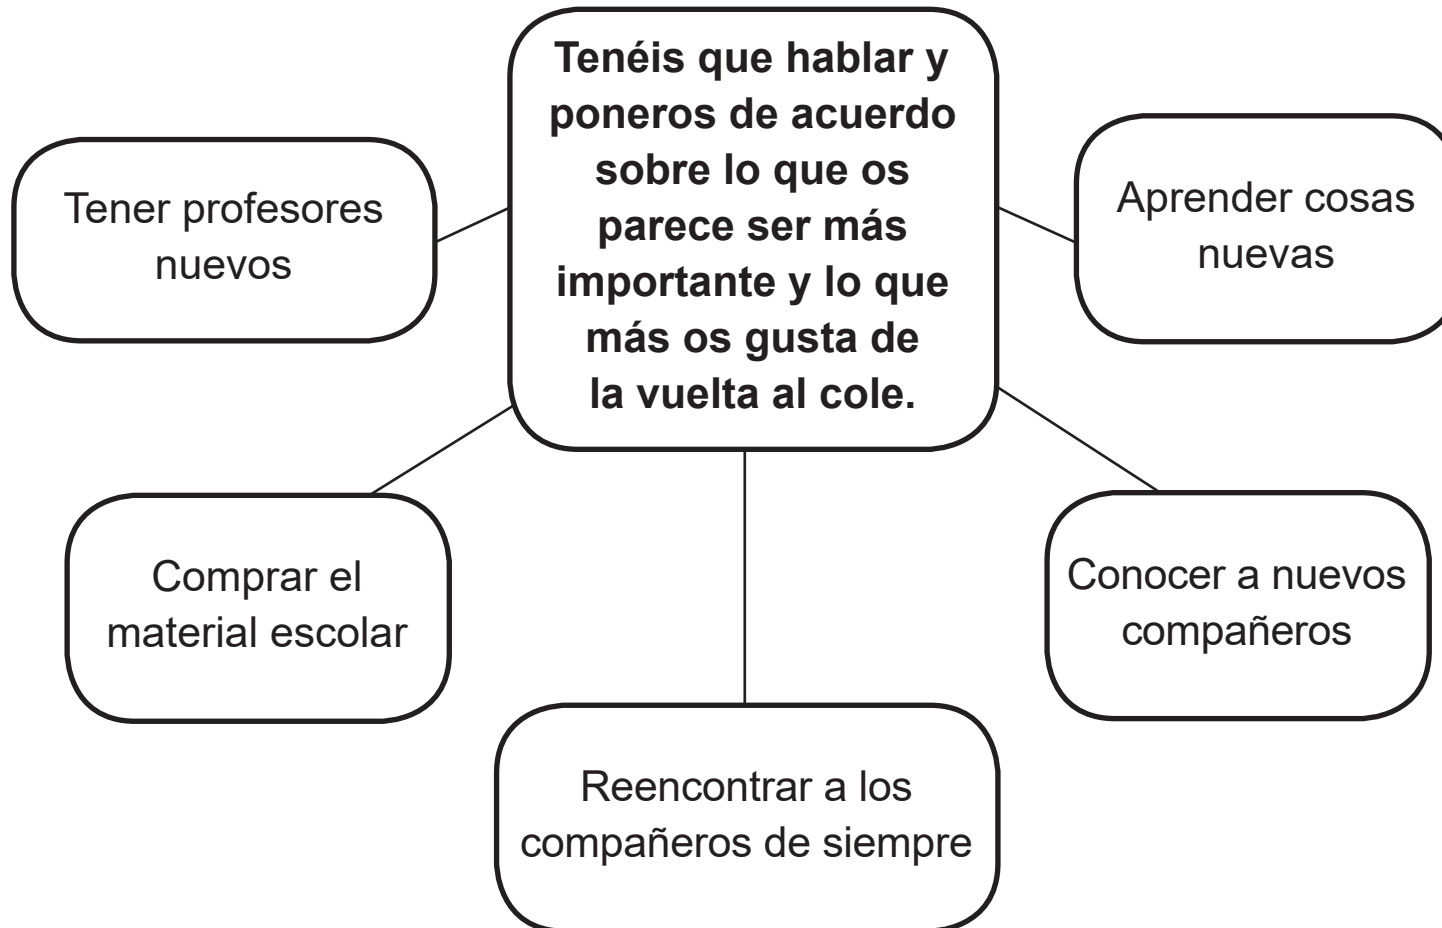 Tenéis que hablar y
poneros de acuerdo
sobre lo que os
parece ser más
importante y lo que
más os gusta de
la vuelta al cole.
Tener profesores
nuevos
Aprender cosas
nuevas
Comprar el
material escolar
Conocer a nuevos
compañeros
Reencontrar a los
compañeros de siempre